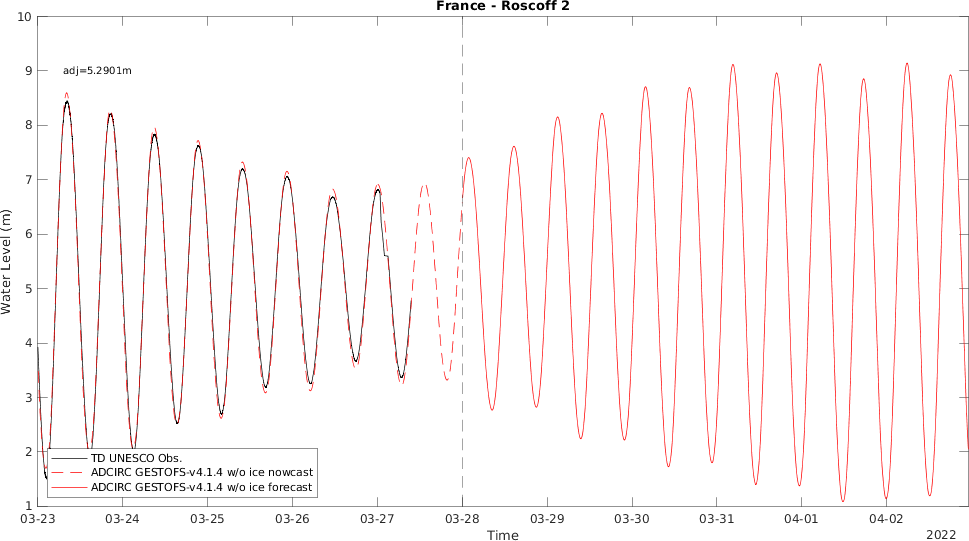 France - Roscoff 2
10
9
8
7
6
5
4
3
2
1
Water Level (m)
adj=5.2901m
TD UNESCO Obs.
ADCIRC GESTOFS-v4.1.4 w/o ice nowcast
ADCIRC GESTOFS-v4.1.4 w/o ice forecast
03-23 03-24 03-25 03-26 03-27 03-28 03-29 03-30 03-31 04-01 04-02
Time
2022